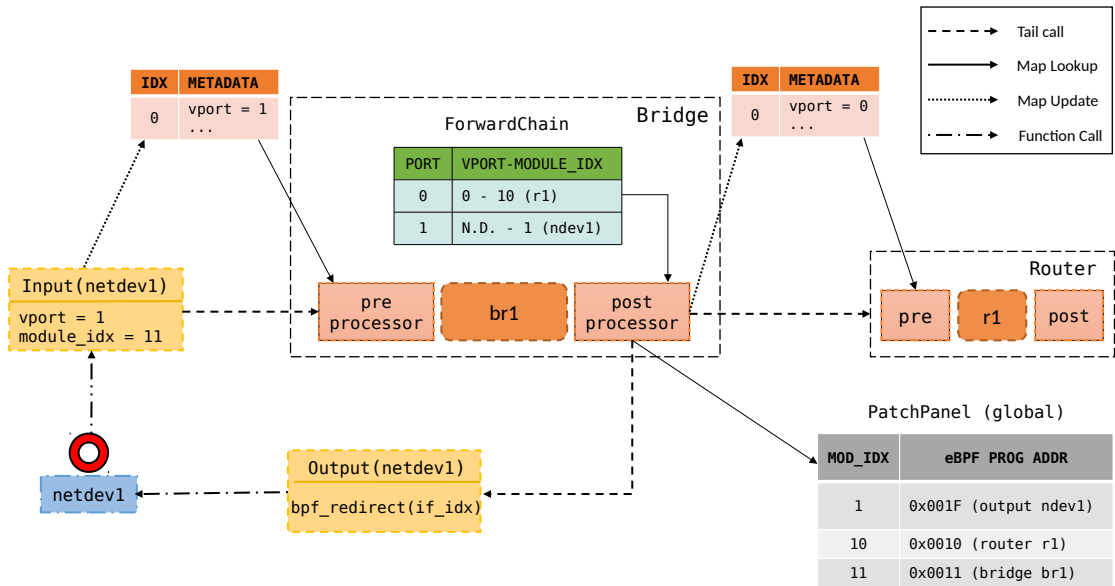 Tail call
Map Lookup
Map Update
Function Call
IDX METADATA
0 vport = 1
...
IDX METADATA
0 vport = 0
...
Bridge
ForwardChain
PORT VPORT-MODULE_IDX
0 0 - 10 (r1)
1 N.D. - 1 (ndev1)
Input(netdev1)
vport = 1
module_idx = 11
pre
processor
br1
post
processor
Router
pre
r1
post
PatchPanel (global)
MOD_IDX eBPF PROG ADDR
1 0x001F (output ndev1)
10 0x0010 (router r1)
11 0x0011 (bridge br1)
Output(netdev1)
bpf_redirect(if_idx)
netdev1